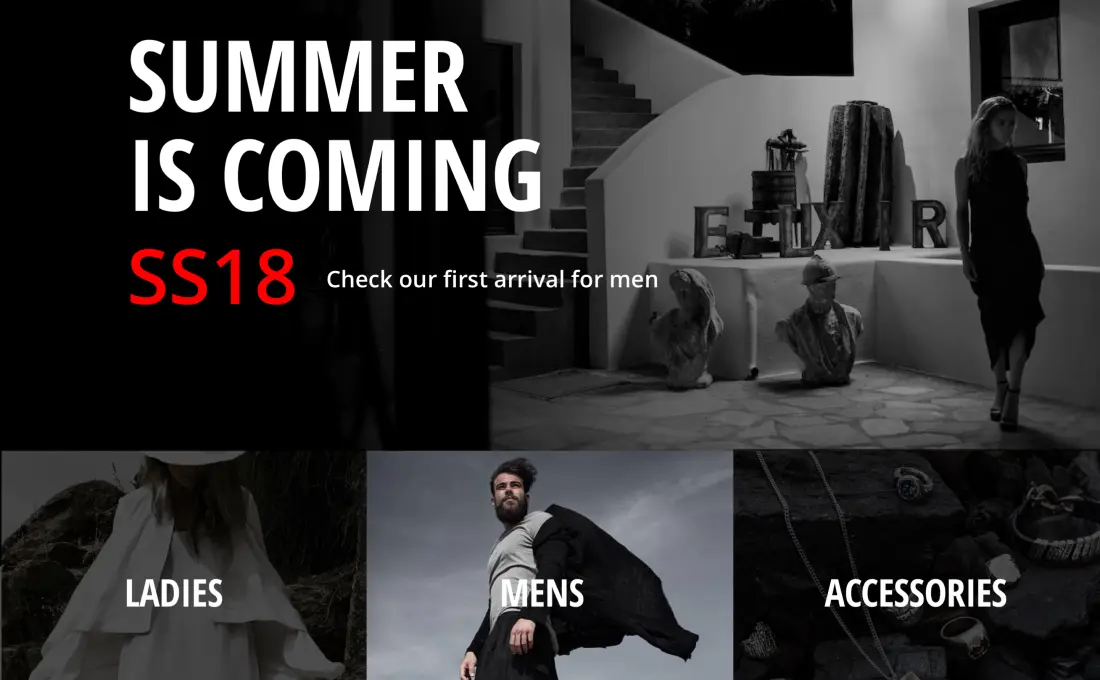 SUMMER
IS COMING
SS18
Check our first arrival for men
ELIXIR
LADIES
MENS
ACCESSORIES